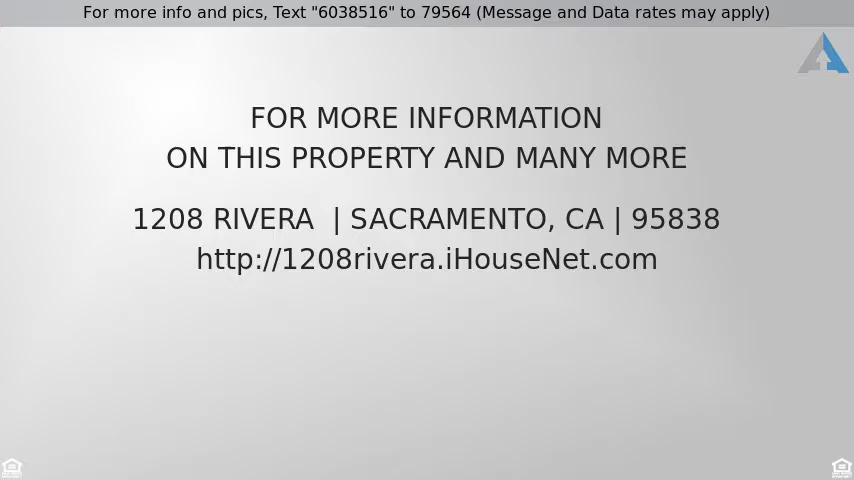 For more info and pics, Text "6038516" to 79564 (Message and Data rates may apply)
FOR MORE INFORMATION
ON THIS PROPERTY AND MANY MORE
1208 RIVERA | SACRAMENTO, CA | 95838
http://1208rivera.iHouseNet.com